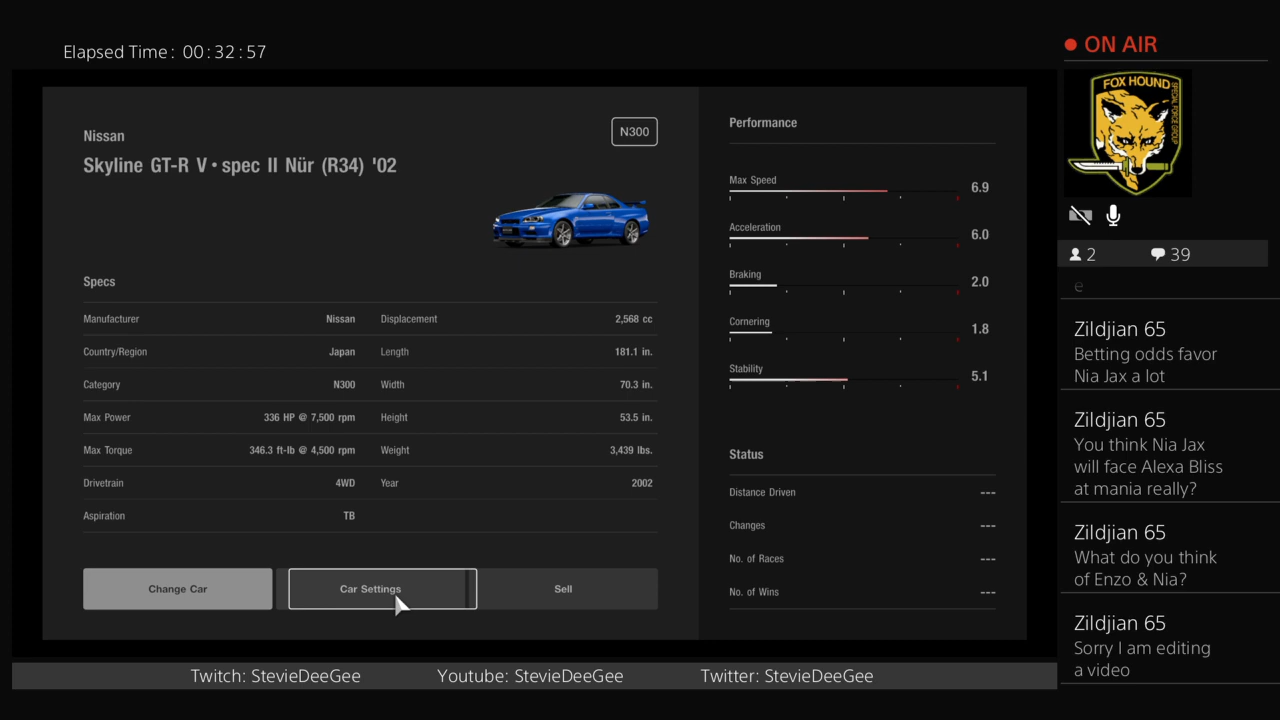 Elapsed Time: 00:32:57
ON AIR
Nissan
N300
Skyline GT-R V・spec II Nür (R34) '02
Specs
Manufacturer Nissan Displacement 2,568 cc
Country/Region Japan Length 181.1 in.
Category N300 Width 70.3 in.
Max Power 336 HP @ 7,500 rpm Height 53.5 in.
Max Torque 346.3 ft-lb @ 4,500 rpm Weight 3,439 lbs.
Drivetrain 4WD Year 2002
Aspiration TB
Change Car Car Settings Sell
Performance
Max Speed 6.9
Acceleration 6.0
Braking 2.0
Cornering 1.8
Stability 5.1
Status
Distance Driven ---
Changes ---
No. of Races ---
No. of Wins ---
FOX HOUND
SPECIAL FORCE GROUP
2 39
e
Zildjian 65
Betting odds favor
Nia Jax a lot
Zildjian 65
You think Nia Jax
will face Alexa Bliss
at mania really?
Zildjian 65
What do you think
of Enzo & Nia?
Zildjian 65
Sorry I am editing
a video
Twitch: StevieDeeGee Youtube: StevieDeeGee Twitter: StevieDeeGee